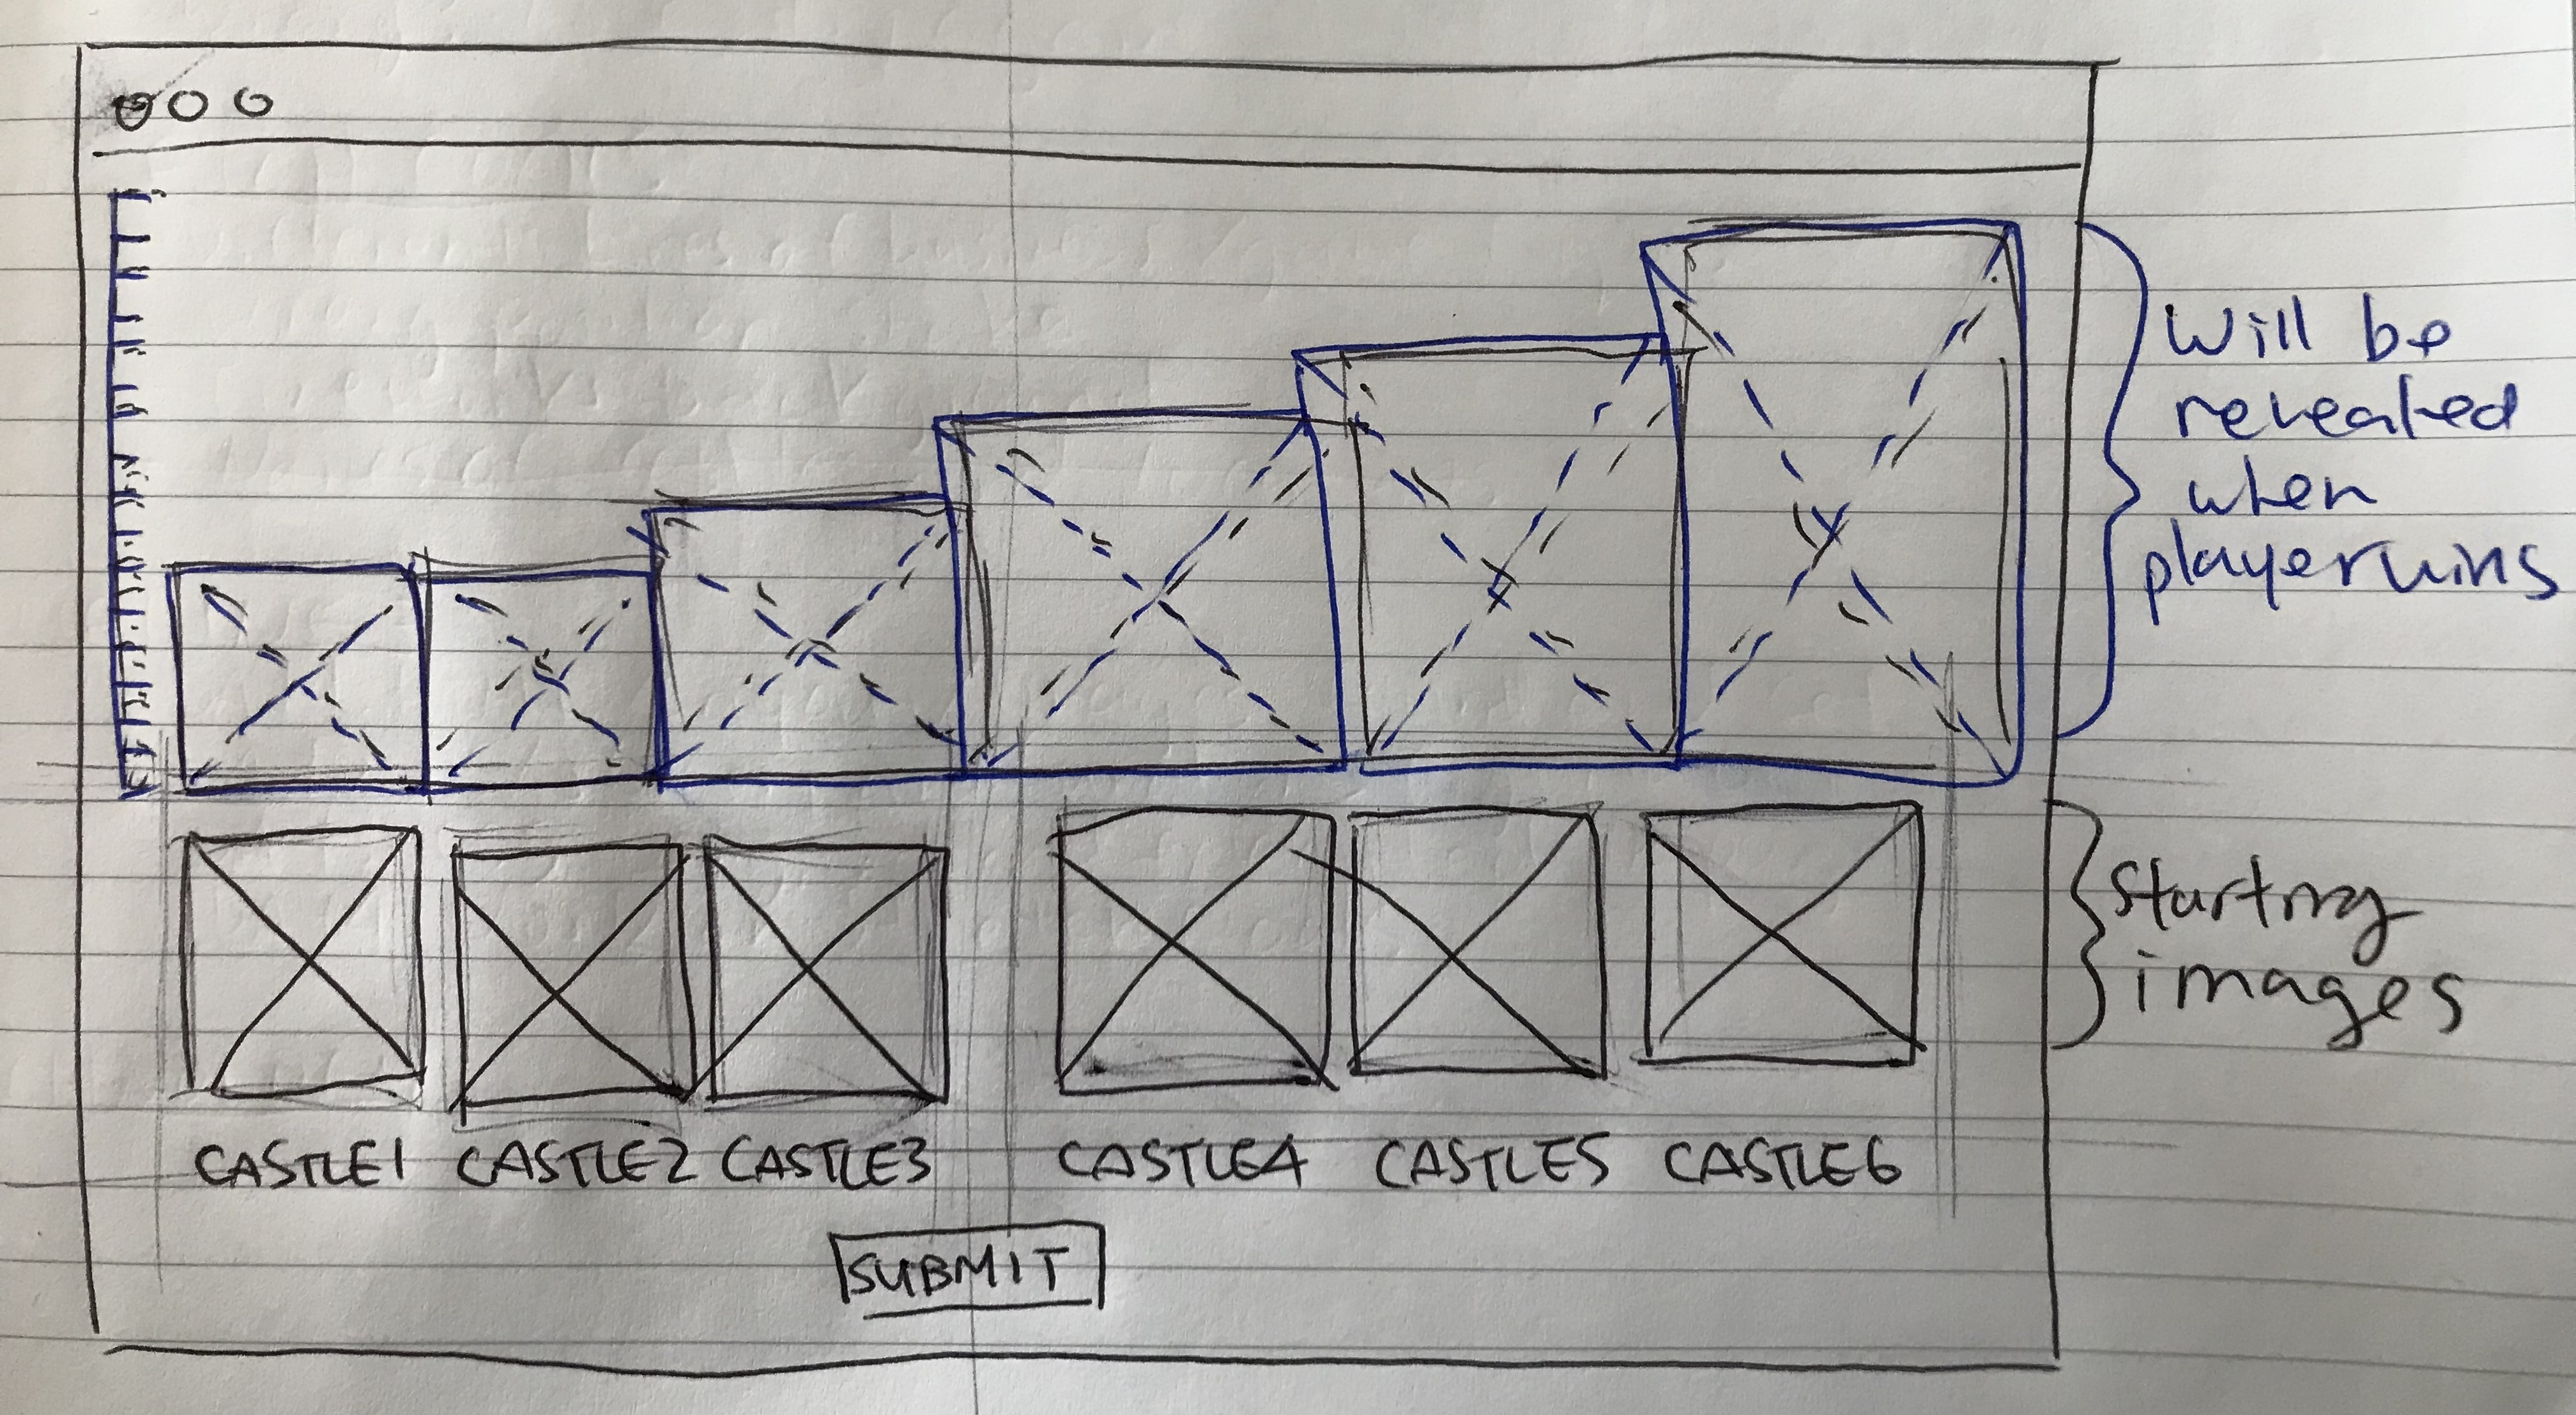 Will be
revealed
when
player wins
Starting
images
CASTLE1 CASTLE2 CASTLE3 CASTLE4 CASTLE5 CASTLE6
SUBMIT